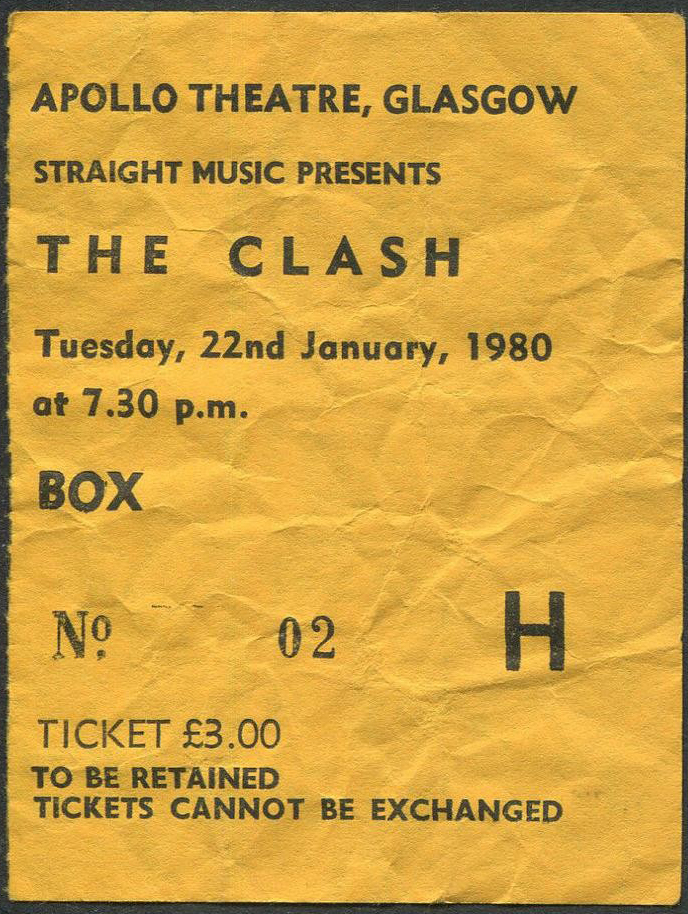 APOLLO THEATRE, GLASGOW
STRAIGHT MUSIC PRESENTS
THE CLASH
Tuesday, 22nd January, 1980
at 7.30 p.m.
BOX
Nº 02 H
TICKET £3.00
TO BE RETAINED
TICKETS CANNOT BE EXCHANGED